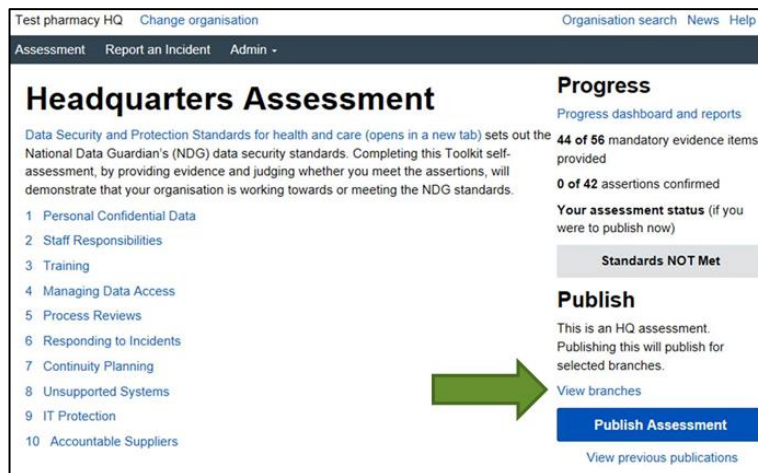 Test pharmacy HQ Change organisation
Organisation search News Help
Assessment Report an Incident Admin
Headquarters Assessment
Data Security and Protection Standards for health and care (opens in a new tab) sets out the
National Data Guardian's (NDG) data security standards. Completing this Toolkit self-
assessment, by providing evidence and judging whether you meet the assertions, will
demonstrate that your organisation is working towards or meeting the NDG standards.
1 Personal Confidential Data
2 Staff Responsibilities
3 Training
4 Managing Data Access
5 Process Reviews
6 Responding to Incidents
7 Continuity Planning
8 Unsupported Systems
9 IT Protection
10 Accountable Suppliers
Progress
Progress dashboard and reports
44 of 56 mandatory evidence items
provided
0 of 42 assertions confirmed
Your assessment status (if you
were to publish now)
Standards NOT Met
Publish
This is an HQ assessment.
Publishing this will publish for
selected branches.
View branches
Publish Assessment
View previous publications